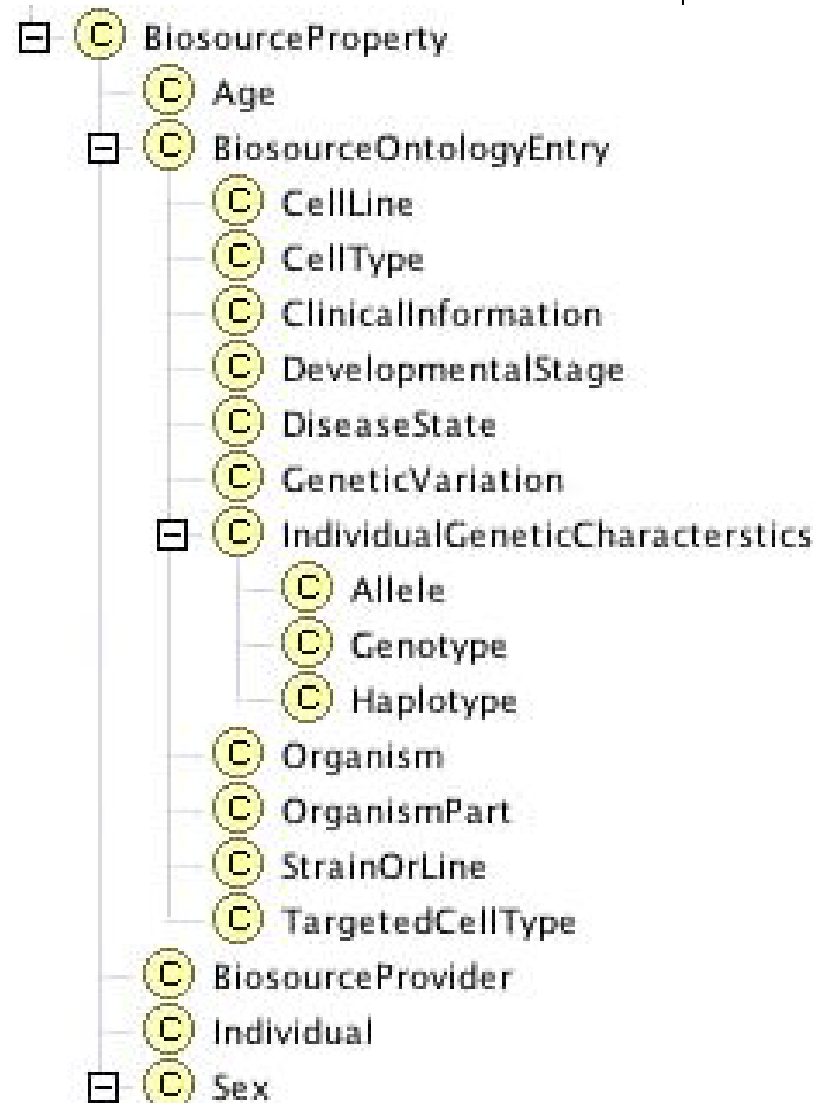 C BiosourceProperty
C Age
C BiosourceOntologyEntry
C CellLine
C CellType
C ClinicalInformation
C DevelopmentalStage
C DiseaseState
C GeneticVariation
C IndividualGeneticCharacterstics
C Allele
C Genotype
C Haplotype
C Organism
C OrganismPart
C StrainOrLine
C TargetedCellType
C BiosourceProvider
C Individual
C Sex